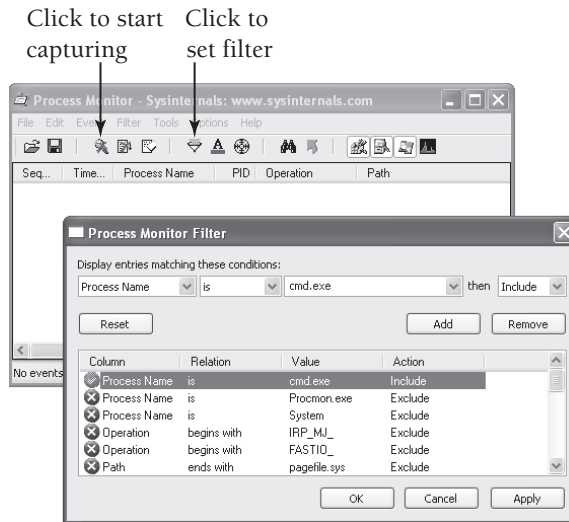 Click to start capturing
Click to set filter
Process Monitor - Sysinternals: www.sysinternals.com
File Edit Event Filter Tools Options Help
Seq... Time... Process Name PID Operation Path
No events
Process Monitor Filter
Display entries matching these conditions:
Process Name is cmd.exe then Include
Reset Add Remove
Column Relation Value Action
Process Name is cmd.exe Include
Process Name is Procmon.exe Exclude
Process Name is System Exclude
Operation begins with IRP_MJ_ Exclude
Operation begins with FASTIO_ Exclude
Path ends with pagefile.sys Exclude
OK Cancel Apply